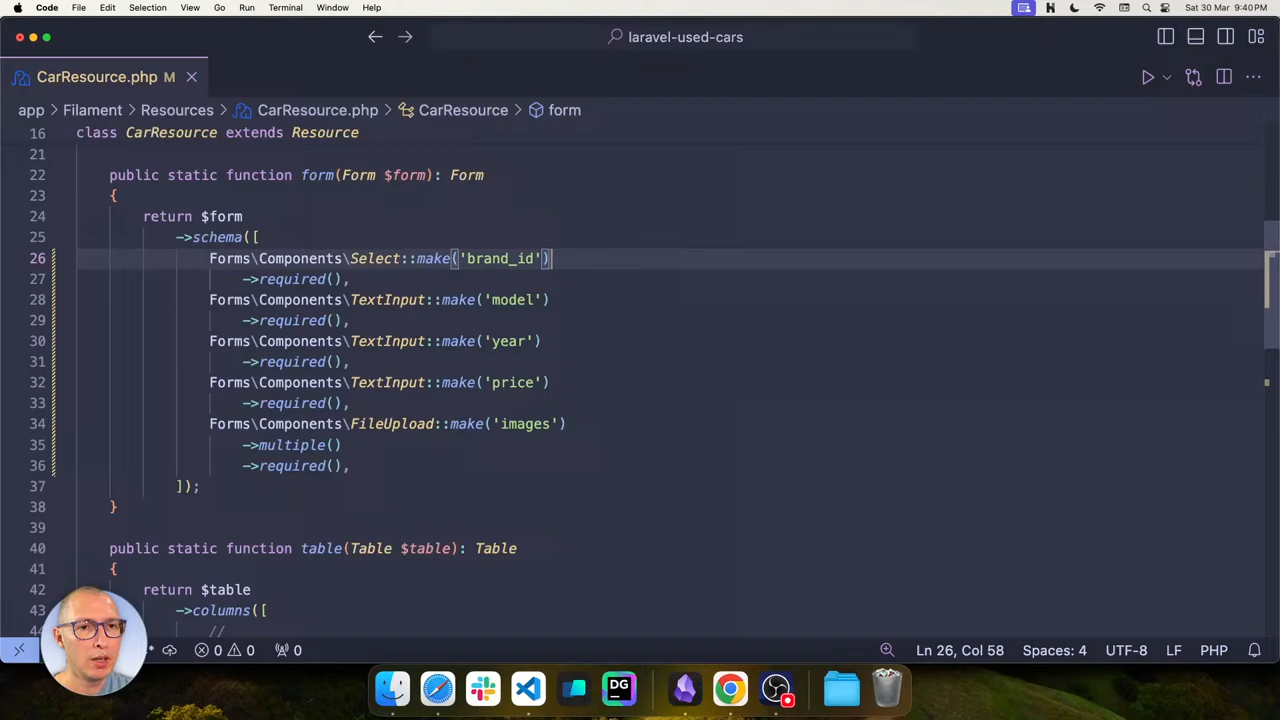 Code File Edit Selection View Go Run Terminal Window Help Sat 30 Mar 9:40 PM
laravel-used-cars
CarResource.php M
app > Filament > Resources > CarResource.php > CarResource > form
16 class CarResource extends Resource
21
22 public static function form(Form $form): Form
23 {
24 return $form
25 ->schema([
26 Forms\Components\Select::make('brand_id')
27 ->required(),
28 Forms\Components\TextInput::make('model')
29 ->required(),
30 Forms\Components\TextInput::make('year')
31 ->required(),
32 Forms\Components\TextInput::make('price')
33 ->required(),
34 Forms\Components\FileUpload::make('images')
35 ->multiple()
36 ->required(),
37 ]);
38 }
39
40 public static function table(Table $table): Table
41 {
42 return $table
43 ->columns([
44 //
0 0 0 Ln 26, Col 58 Spaces: 4 UTF-8 LF PHP
DG